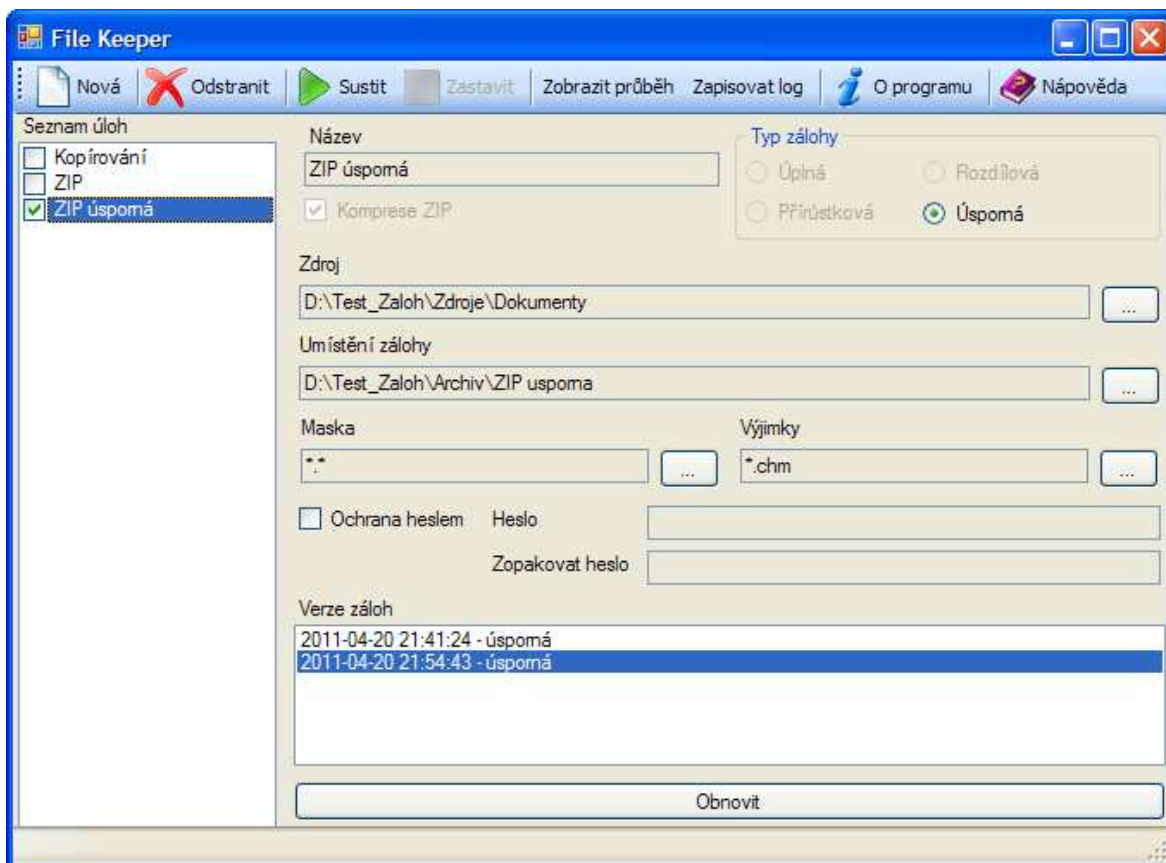 File Keeper
Nová Odstranit Sustit Zastavit Zobrazit průběh Zapisovat log O programu Nápověda
Seznam úloh
Kopírování
ZIP
ZIP úsporná
Název
ZIP úsporná
Komprese ZIP
Typ zálohy
Úplná Rozdílová
Přírůstková Úsporná
Zdroj
D:\Test_Zaloh\Zdroje\Dokumenty
...
Umístění zálohy
D:\Test_Zaloh\Archiv\ZIP usporna
...
Maska Výjimky
*.* ... *.chm ...
Ochrana heslem Heslo
Zopakovat heslo
Verze záloh
2011-04-20 21:41:24 - úsporná
2011-04-20 21:54:43 - úsporná
Obnovit